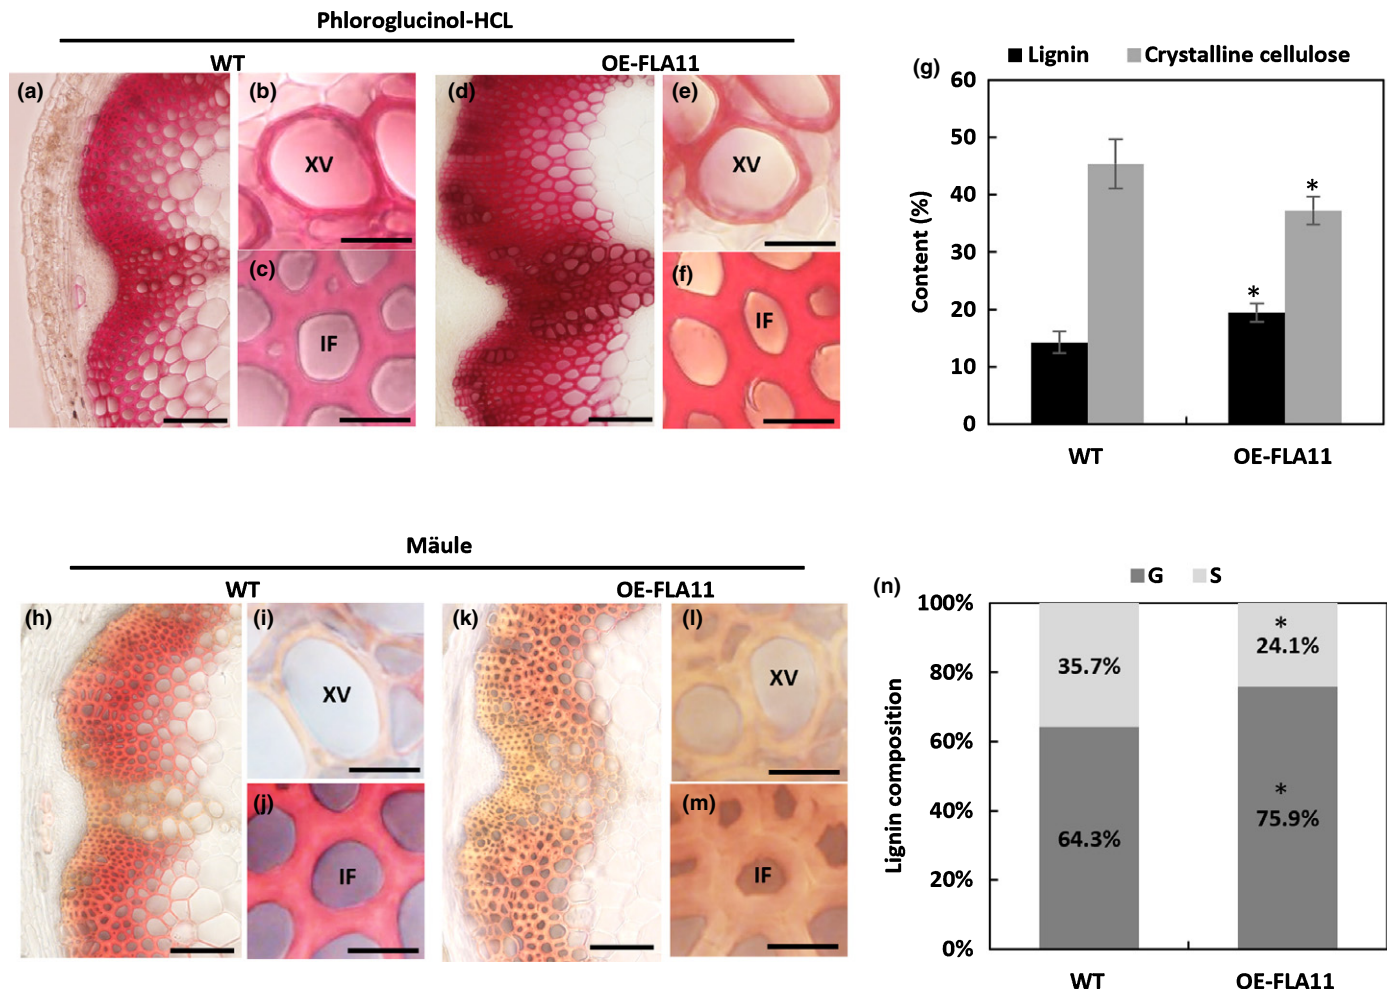 Phloroglucinol-HCL
WT
OE-FLA11
(a)
(b)
XV
(c)
IF
(d)
(e)
XV
(f)
IF
(g)
Lignin Crystalline cellulose
Content (%)
60
50
40
30
20
10
0
*
*
WT
OE-FLA11
Mäule
WT
OE-FLA11
(h)
(i)
XV
(j)
IF
(k)
(l)
XV
(m)
IF
(n)
G S
Lignin composition
100%
80%
60%
40%
20%
0%
35.7%
64.3%
*
24.1%
*
75.9%
WT
OE-FLA11